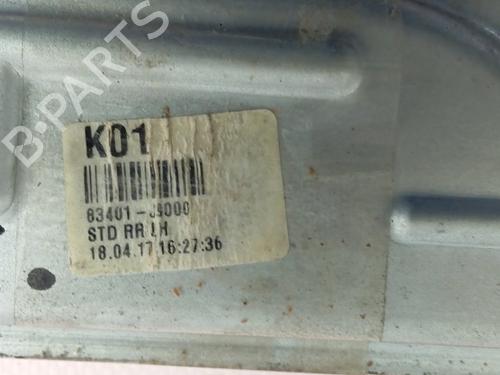 B-PARTS
K01
83401-J9000
STD RR LH
18.04.17 16:27:36